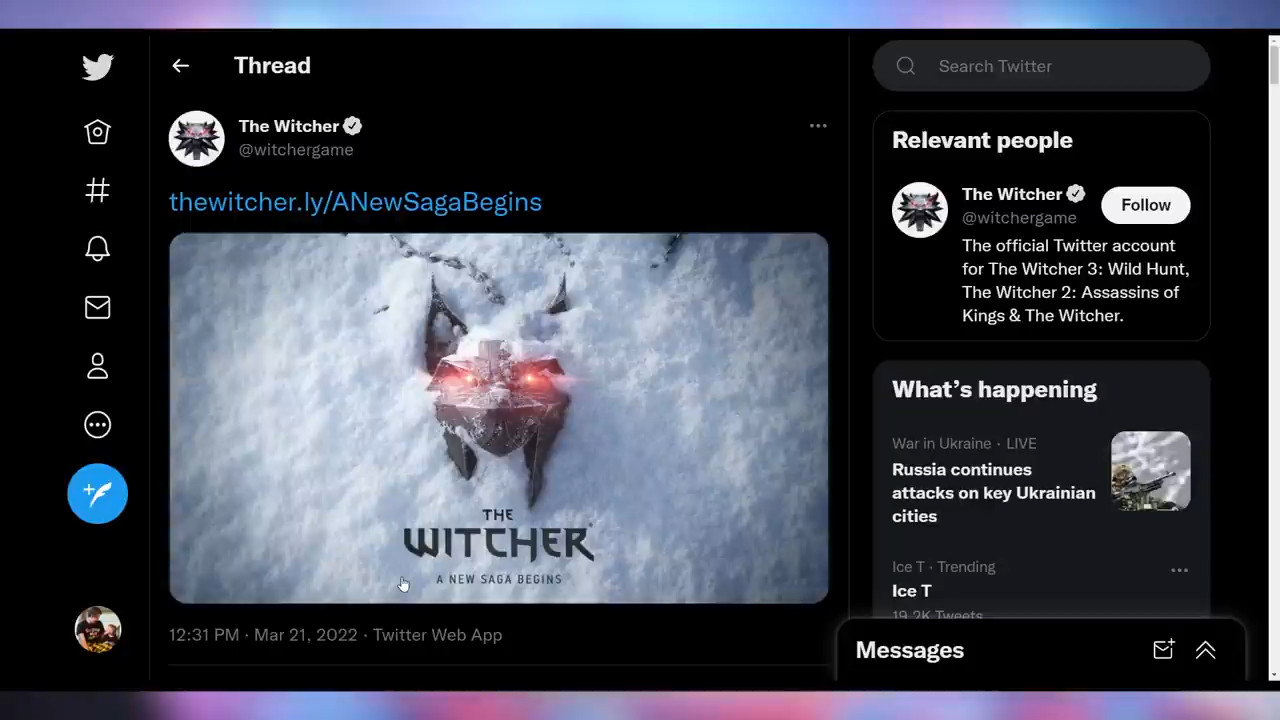 Thread
The Witcher
@witchergame
thewitcher.ly/ANewSagaBegins
THE
WITCHER
A NEW SAGA BEGINS
12:31 PM · Mar 21, 2022 · Twitter Web App
Search Twitter
Relevant people
The Witcher
@witchergame
Follow
The official Twitter account
for The Witcher 3: Wild Hunt,
The Witcher 2: Assassins of
Kings & The Witcher.
What's happening
War in Ukraine · LIVE
Russia continues
attacks on key Ukrainian
cities
Ice T · Trending
Ice T
19.2K Tweets
Messages